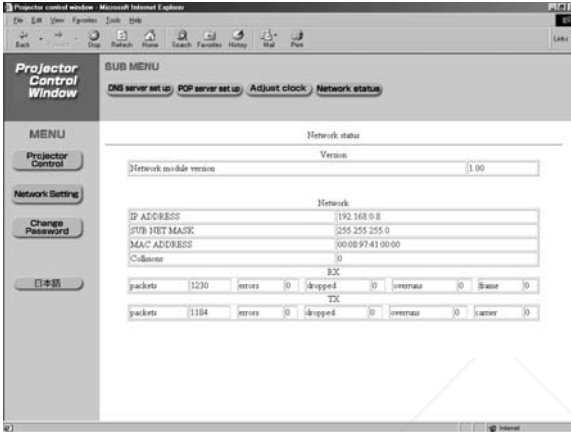 Projector control window - Microsoft Internet Explorer
File Edit View Favorites Tools Help
Back Stop Refresh Home Search Favorites History Mail Print
Links
Projector
Control
Window
SUB MENU
DNS server set up POP server set up Adjust clock Network status
MENU
Projector
Control
Network Setting
Change
Password
日本語
Network status
Version
Network module version 1.00
Network
IP ADDRESS 192.168.0.8
SUB NET MASK 255.255.255.0
MAC ADDRESS 00:08:97:41:00:00
Collisions 0
RX
packets 1230 errors 0 dropped 0 overruns 0 frame 0
TX
packets 1184 errors 0 dropped 0 overruns 0 carrier 0
Internet